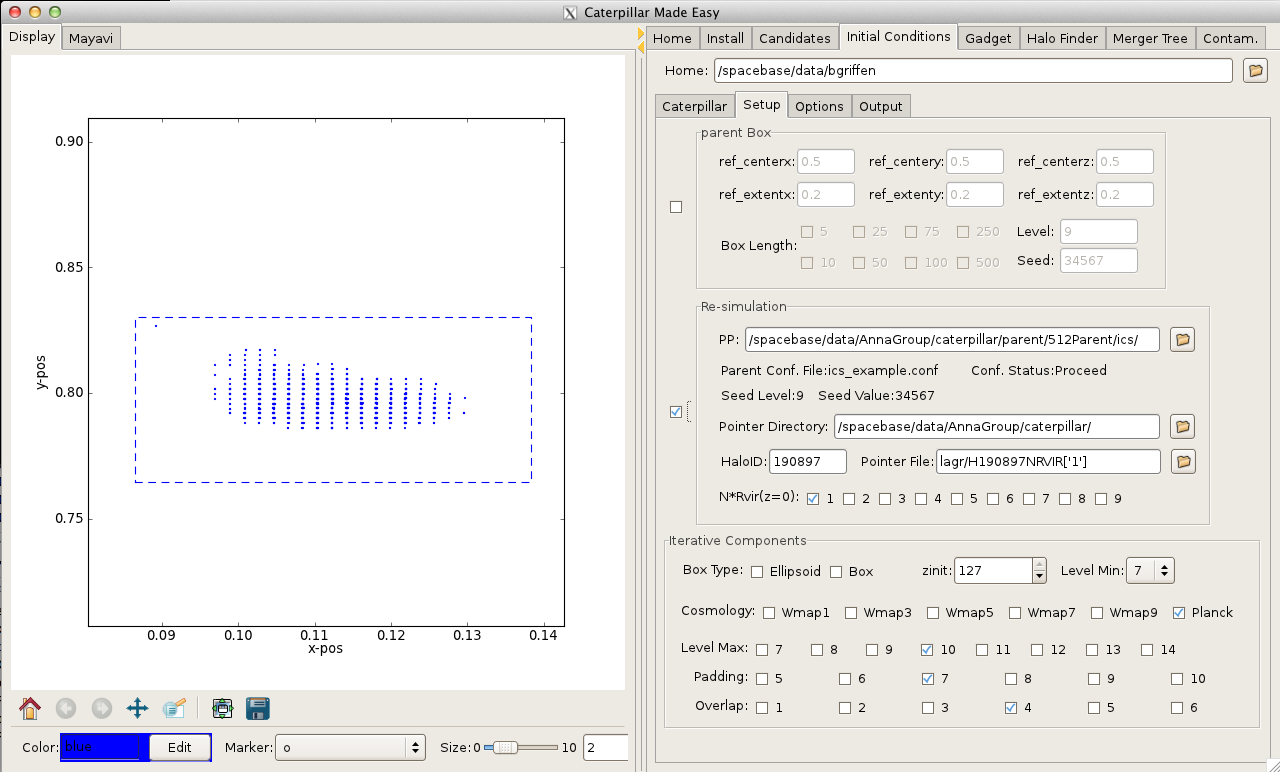 Caterpillar Made Easy
Display Mayavi
Home Install Candidates Initial Conditions Gadget Halo Finder Merger Tree Contam.
Home: /spacebase/data/bgriffen
Caterpillar Setup Options Output
parent Box
ref_centerx: 0.5 ref_centery: 0.5 ref_centerz: 0.5
ref_extentx: 0.2 ref_extenty: 0.2 ref_extentz: 0.2
Box Length: 5 25 75 250 Level: 9
10 50 100 500 Seed: 34567
Re-simulation
PP: /spacebase/data/AnnaGroup/caterpillar/parent/512Parent/ics/
Parent Conf. File:ics_example.conf Conf. Status:Proceed
Seed Level:9 Seed Value:34567
Pointer Directory: /spacebase/data/AnnaGroup/caterpillar/
HaloID: 190897 Pointer File: lagr/H190897NRVIR['1']
N*Rvir(z=0): 1 2 3 4 5 6 7 8 9
Iterative Components
Box Type: Ellipsoid Box zinit: 127 Level Min: 7
Cosmology: Wmap1 Wmap3 Wmap5 Wmap7 Wmap9 Planck
Level Max: 7 8 9 10 11 12 13 14
Padding: 5 6 7 8 9 10
Overlap: 1 2 3 4 5 6
0.90
0.85
0.80
0.75
y-pos
0.09 0.10 0.11 0.12 0.13 0.14
x-pos
Color: blue Edit Marker: o Size: 0 10 2